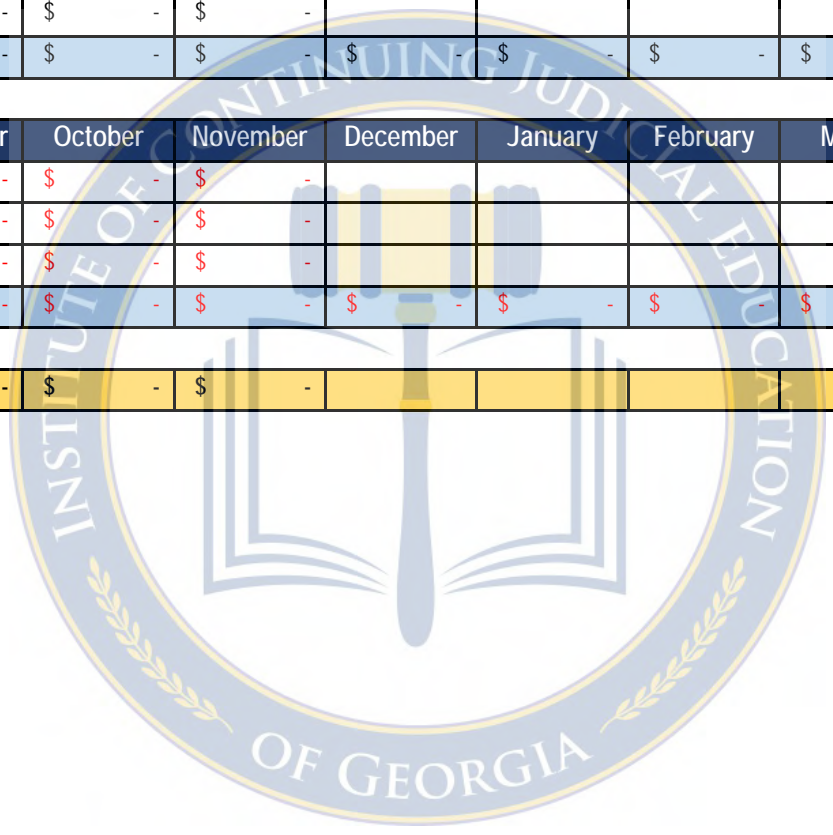 - $ - $ -
- $ - $ - $ - $ - $ - $
r October November December January February M
- $ - $ -
- $ - $ -
- $ - $ -
- $ - $ - $ - $ - $ - $
- $ - $ -
INSTITUTE OF CONTINUING JUDICIAL EDUCATION
OF GEORGIA